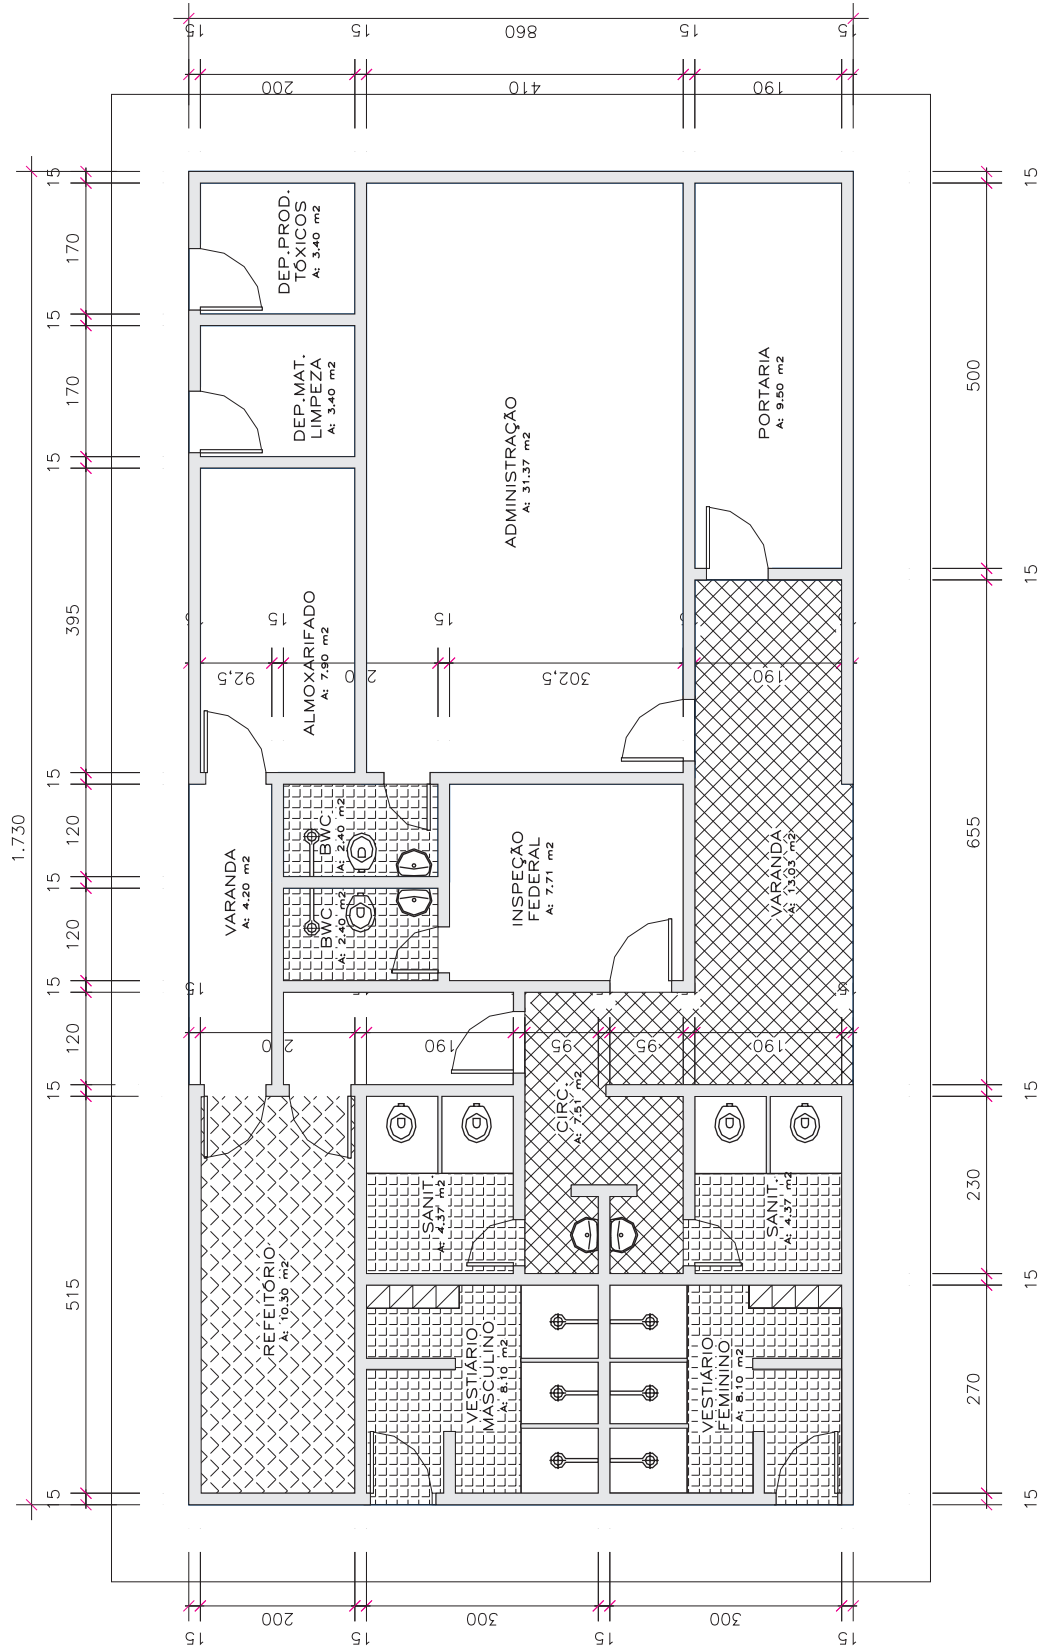 15
860
15
15
15
200
410
190
1.730
15
170
15
170
15
395
15
120
15
120
15
120
15
515
15
DEP.PROD.
TÓXICOS
A: 3.40 m2
DEP.MAT.
LIMPEZA
A: 3.40 m2
ALMOXARIFADO
A: 7.90 m2
ADMINISTRAÇÃO
A: 31.37 m2
PORTARIA
A: 9.50 m2
15
15
92,5
302,5
190
VARANDA
A: 4.20 m2
BWC
A: 2.40 m2
BWC
A: 2.40 m2
INSPEÇÃO
FEDERAL
A: 7.71 m2
VARANDA
A: 13.03 m2
15
190
95
95
190
CIRC.
A: 7.51 m2
SANIT.
A: 4.37 m2
SANIT.
A: 4.37 m2
REFEITÓRIO
A: 10.30 m2
VESTIÁRIO
MASCULINO
A: 8.10 m2
VESTIÁRIO
FEMININO
A: 8.10 m2
15
500
15
655
15
230
15
270
15
15
200
15
300
15
300
15